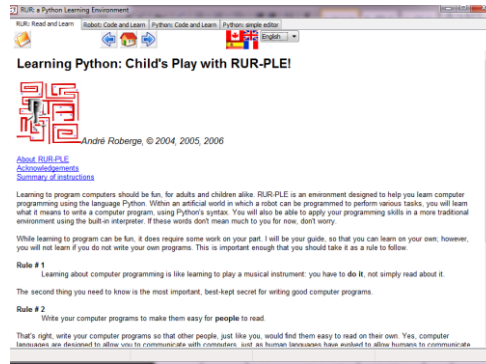 RUR: a Python Learning Environment
RUR: Read and Learn Robot: Code and Learn Python: Code and Learn Python: simple editor
English
Learning Python: Child's Play with RUR-PLE!
André Roberge, © 2004, 2005, 2006
About RUR-PLE
Acknowledgements
Summary of instructions
Learning to program computers should be fun, for adults and children alike. RUR-PLE is an environment designed to help you learn computer
programming using the language Python. Within an artificial world in which a robot can be programmed to perform various tasks, you will learn
what it means to write a computer program, using Python's syntax. You will also be able to apply your programming skills in a more traditional
environment using the built-in interpreter. If these words don't mean much to you for now, don't worry.
While learning to program can be fun, it does require some work on your part. I will be your guide, so that you can learn on your own; however,
you will not learn if you do not write your own programs. This is important enough that you should take it as a rule to follow.
Rule # 1
Learning about computer programming is like learning to play a musical instrument: you have to do it, not simply read about it.
The second thing you need to know is the most important, best-kept secret for writing good computer programs.
Rule # 2
Write your computer programs to make them easy for people to read.
That's right, write your computer programs so that other people, just like you, would find them easy to read on their own. Yes, computer
languages are designed to allow you to communicate with computers, just as human languages have evolved to allow humans to communicate